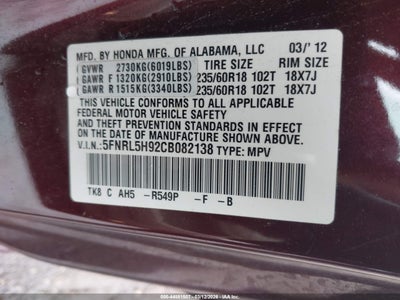 MFD. BY HONDA MFG. OF ALABAMA, LLC 03/ '12
GVWR 2730KG(6019LBS) TIRE SIZE RIM SIZE
GAWR F 1320KG(2910LBS) 235/60R18 102T 18X7J
GAWR R 1515KG(3340LBS) 235/60R18 102T 18X7J
THIS VEHICLE CONFORMS TO ALL APPLICABLE
FEDERAL MOTOR VEHICLE SAFETY AND
THEFT PREVENTION STANDARDS IN EFFECT ON
THE DATE OF MANUFACTURE SHOWN ABOVE.
V.I.N.:5FNRL5H92CB082138 TYPE: MPV
TK8 C AH5 -R549P -F -B